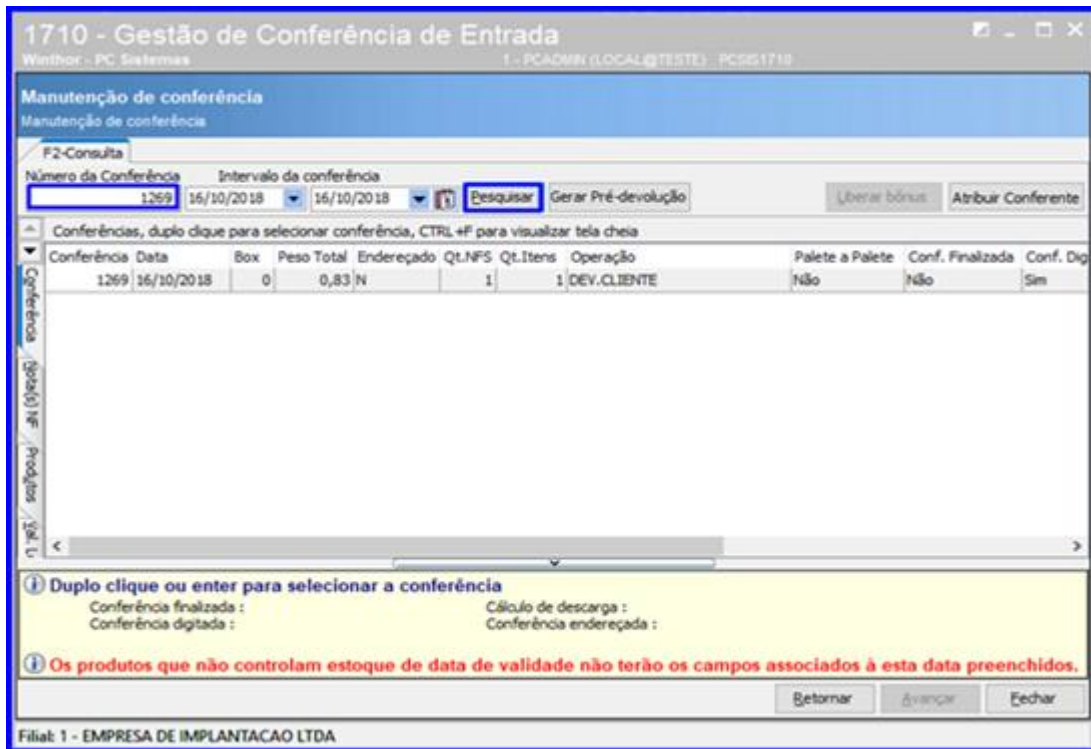 1710 - Gestão de Conferência de Entrada
Winthor - PC Sistemas 1 - PCADMIN (LOCAL@TESTE) PCSIS1710
Manutenção de conferência
Manutenção de conferência
F2-Consulta
Número da Conferência Intervalo da conferência
1269 16/10/2018 16/10/2018 Pesquisar Gerar Pré-devolução Liberar bônus Atribuir Conferente
Conferências, duplo clique para selecionar conferência, CTRL +F para visualizar tela cheia
Conferência Data Box Peso Total Endereçado Qt.NFS Qt.Itens Operação Palete a Palete Conf. Finalizada Conf. Dig
1269 16/10/2018 0 0,83 N 1 1 DEV.CLIENTE Não Não Sim
Conferência
Nota(s) NF
Produtos
Val. L
Duplo clique ou enter para selecionar a conferência
Conferência finalizada : Cálculo de descarga :
Conferência digitada : Conferência endereçada :
Os produtos que não controlam estoque de data de validade não terão os campos associados à esta data preenchidos.
Retornar Avançar Fechar
Filial: 1 - EMPRESA DE IMPLANTACAO LTDA